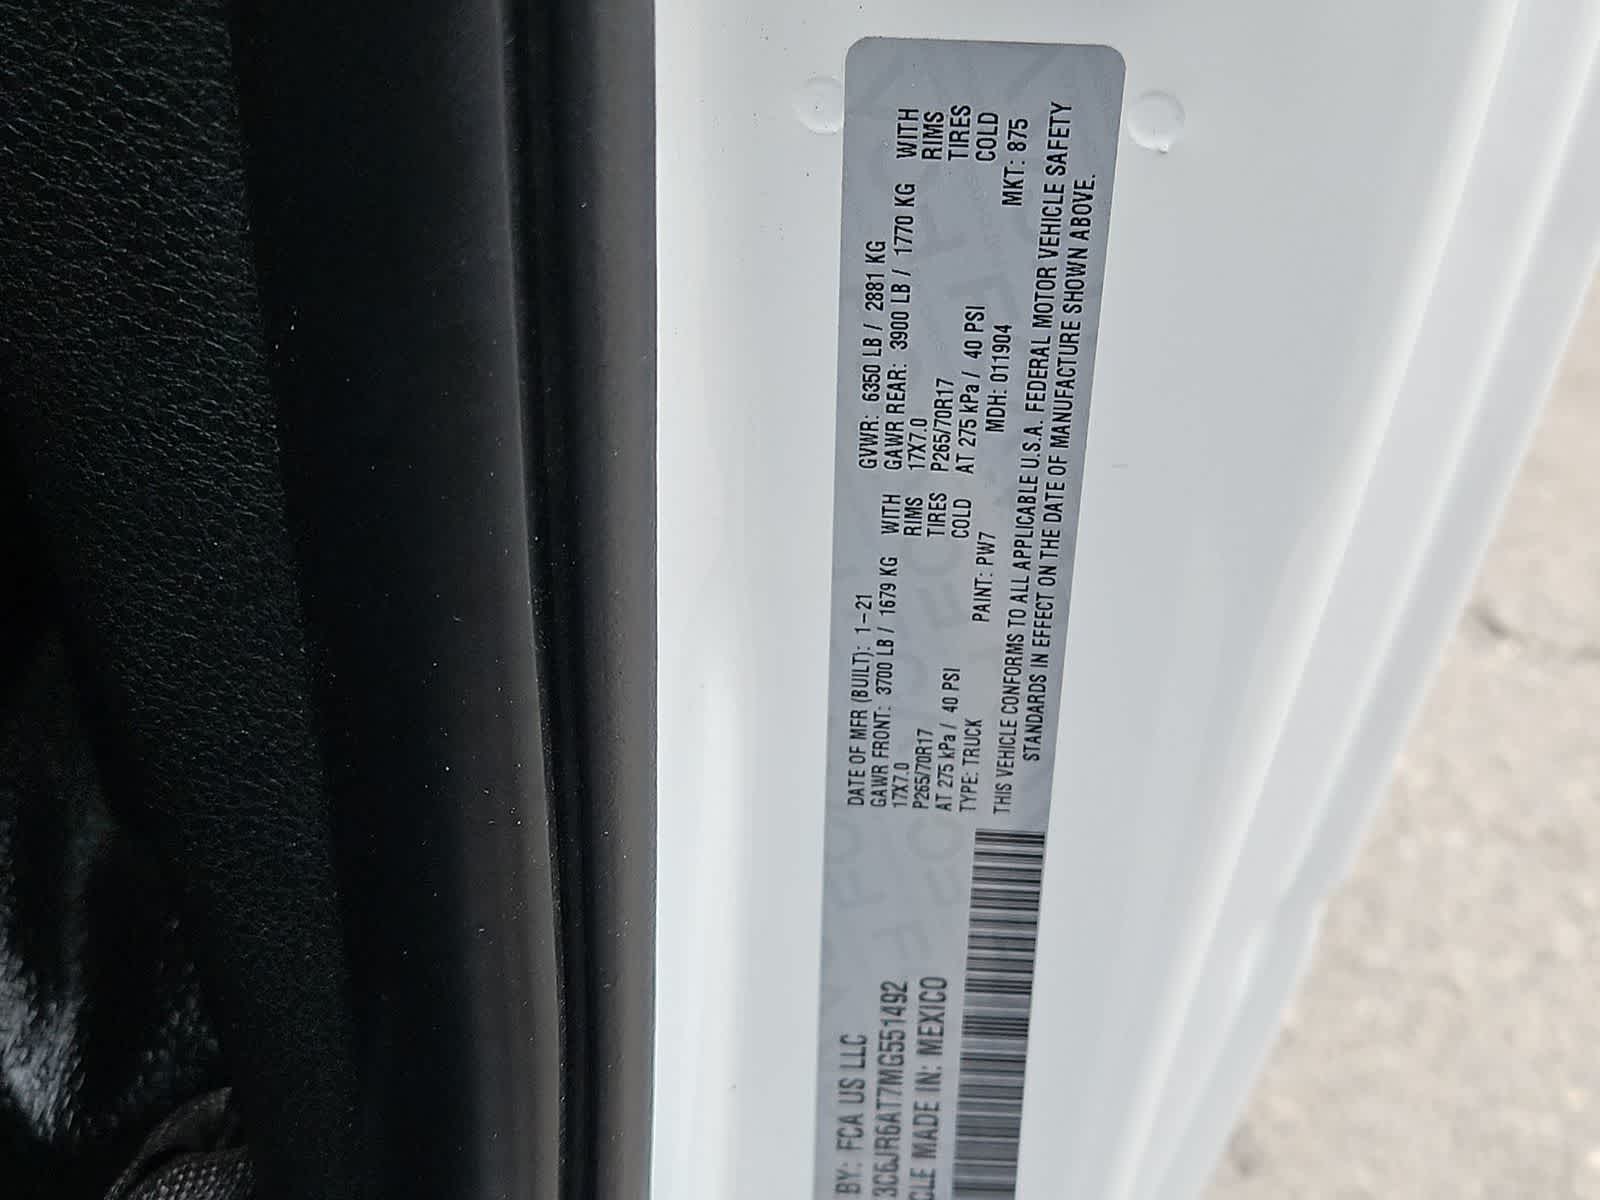 BY: FCA US LLC
3C6JR6AT7MG551492
CLE MADE IN: MEXICO
DATE OF MFR (BUILT): 1-21 GVWR: 6350 LB / 2881 KG
GAWR FRONT: 3700 LB / 1679 KG WITH GAWR REAR: 3900 LB / 1770 KG WITH
17X7.0 RIMS 17X7.0 RIMS
P265/70R17 TIRES P265/70R17 TIRES
AT 275 kPa / 40 PSI COLD AT 275 kPa / 40 PSI COLD
TYPE: TRUCK PAINT: PW7 MDH: 011904 MKT: 875
THIS VEHICLE CONFORMS TO ALL APPLICABLE U.S.A. FEDERAL MOTOR VEHICLE SAFETY
STANDARDS IN EFFECT ON THE DATE OF MANUFACTURE SHOWN ABOVE.